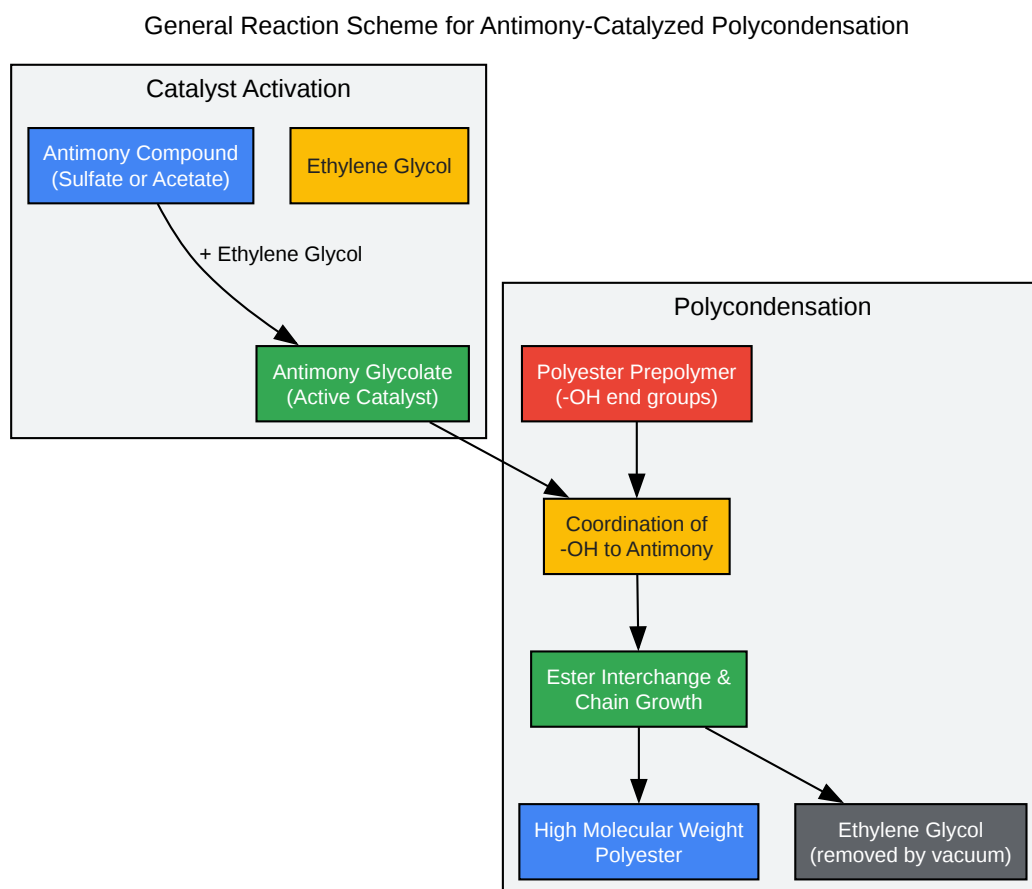 General Reaction Scheme for Antimony-Catalyzed Polycondensation
Catalyst Activation
Antimony Compound
(Sulfate or Acetate)
Ethylene Glycol
+ Ethylene Glycol
Antimony Glycolate
(Active Catalyst)
Polycondensation
Polyester Prepolymer
(-OH end groups)
Coordination of
-OH to Antimony
Ester Interchange &
Chain Growth
High Molecular Weight
Polyester
Ethylene Glycol
(removed by vacuum)